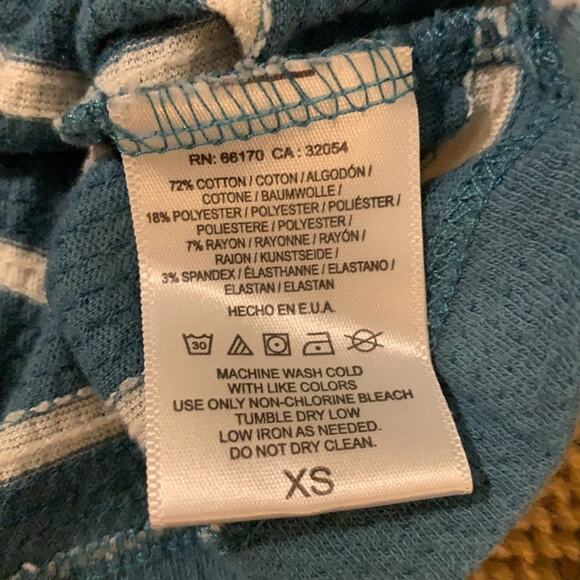 RN: 66170 CA : 32054
72% COTTON / COTON / ALGODÓN /
COTONE / BAUMWOLLE /
18% POLYESTER / POLYESTER / POLIÉSTER /
POLIESTERE / POLYESTER /
7% RAYON / RAYONNE / RAYÓN /
RAION / KUNSTSEIDE /
3% SPANDEX / ÉLASTHANNE / ELASTANO /
ELASTAN / ELASTAN
HECHO EN E.U.A.
30
MACHINE WASH COLD
WITH LIKE COLORS
USE ONLY NON-CHLORINE BLEACH
TUMBLE DRY LOW
LOW IRON AS NEEDED.
DO NOT DRY CLEAN.
XS